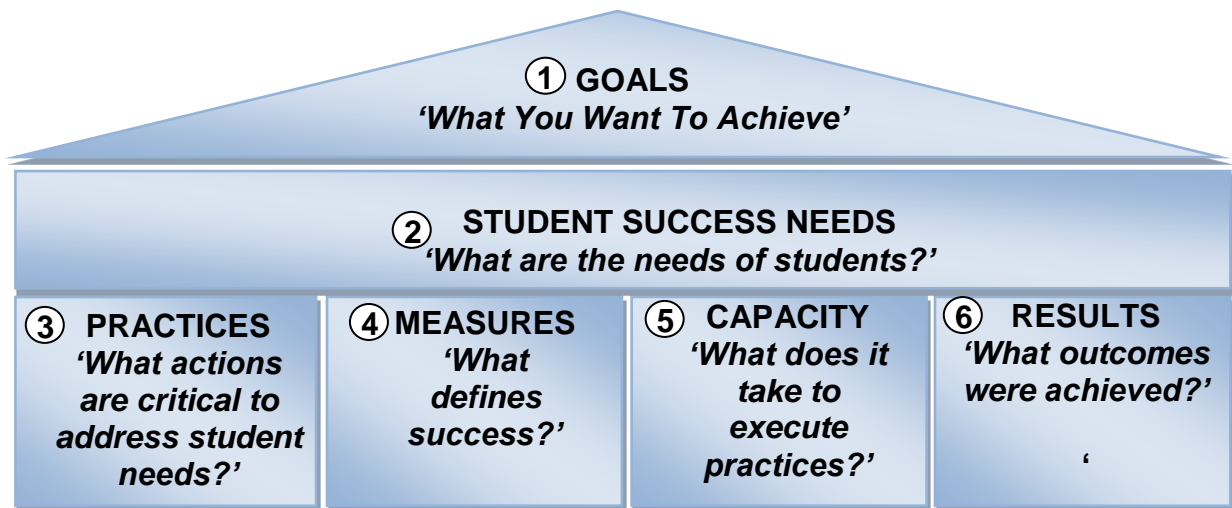 1 GOALS
‘What You Want To Achieve’
2 STUDENT SUCCESS NEEDS
‘What are the needs of students?’
3 PRACTICES
‘What actions
are critical to
address student
needs?’
4 MEASURES
‘What
defines
success?’
5 CAPACITY
‘What does it
take to
execute
practices?’
6 RESULTS
‘What outcomes
were achieved?’
‘